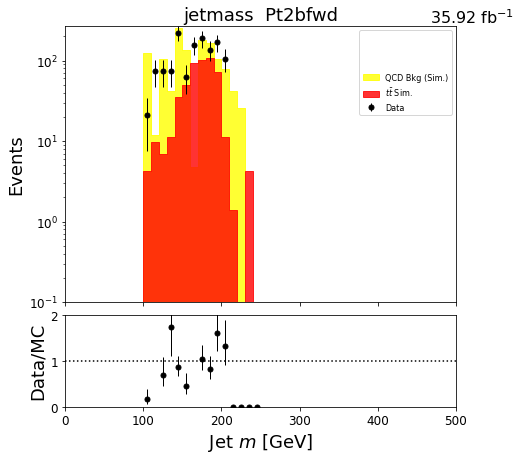 jetmass  Pt2bfwd
35.92 fb⁻¹
QCD Bkg (Sim.)
tt̄ Sim.
Data
Events
10²
10¹
10⁰
10⁻¹
Data/MC
2
1
0
0 100 200 300 400 500
Jet m [GeV]